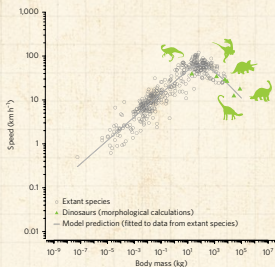 1,000
100
10
1
0.1
0.01
Speed (km h⁻¹)
Extant species
Dinosaurs (morphological calculations)
Model prediction (fitted to data from extant species)
10⁻⁹ 10⁻⁷ 10⁻⁵ 10⁻³ 10⁻¹ 10¹ 10³ 10⁵ 10⁷
Body mass (kg)